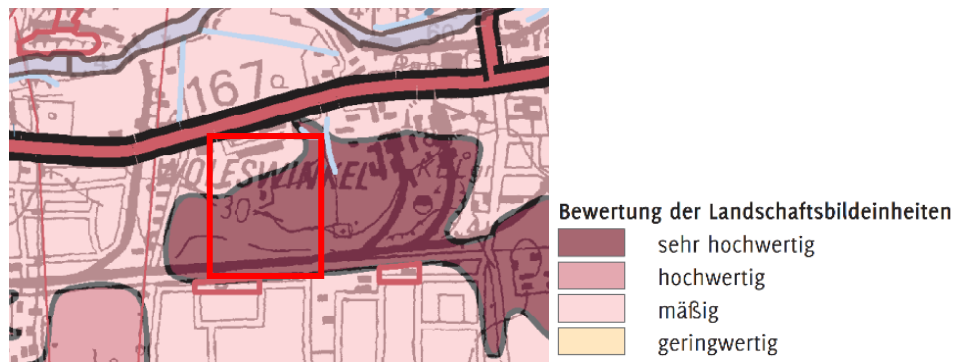 167
WOLFSWINKEL
30
Bewertung der Landschaftsbildeinheiten
sehr hochwertig
hochwertig
mäßig
geringwertig